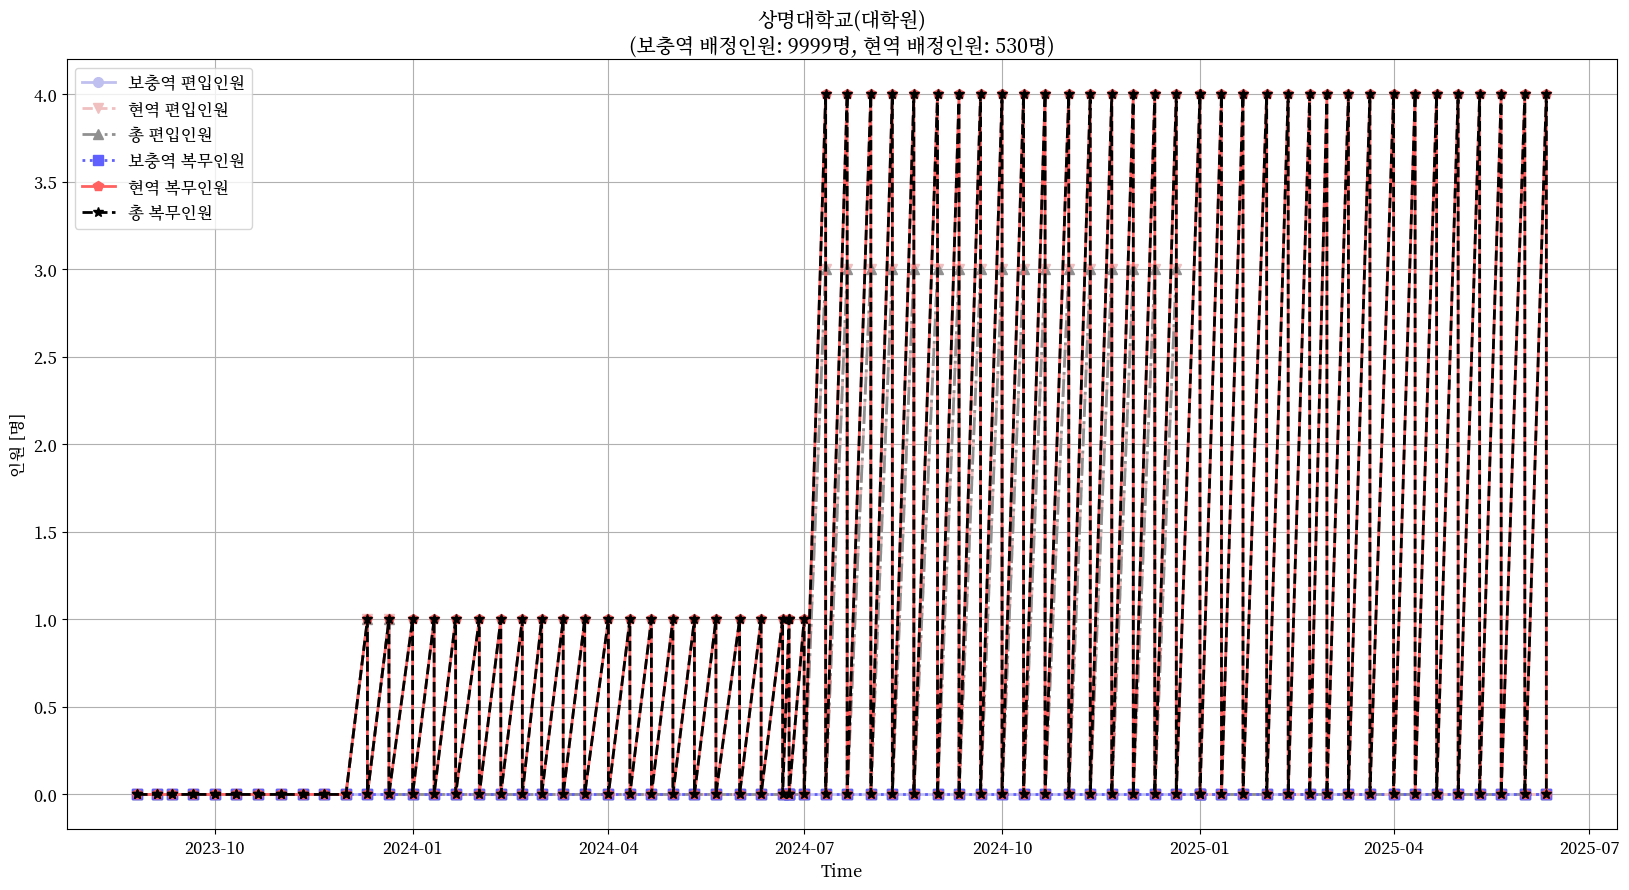 상명대학교(대학원)
(보충역 배정인원: 9999명, 현역 배정인원: 530명)
보충역 편입인원
현역 편입인원
총 편입인원
보충역 복무인원
현역 복무인원
총 복무인원
4.0
3.5
3.0
2.5
2.0
1.5
1.0
0.5
0.0
인원 [명]
2023-10
2024-01
2024-04
2024-07
2024-10
2025-01
2025-04
2025-07
Time